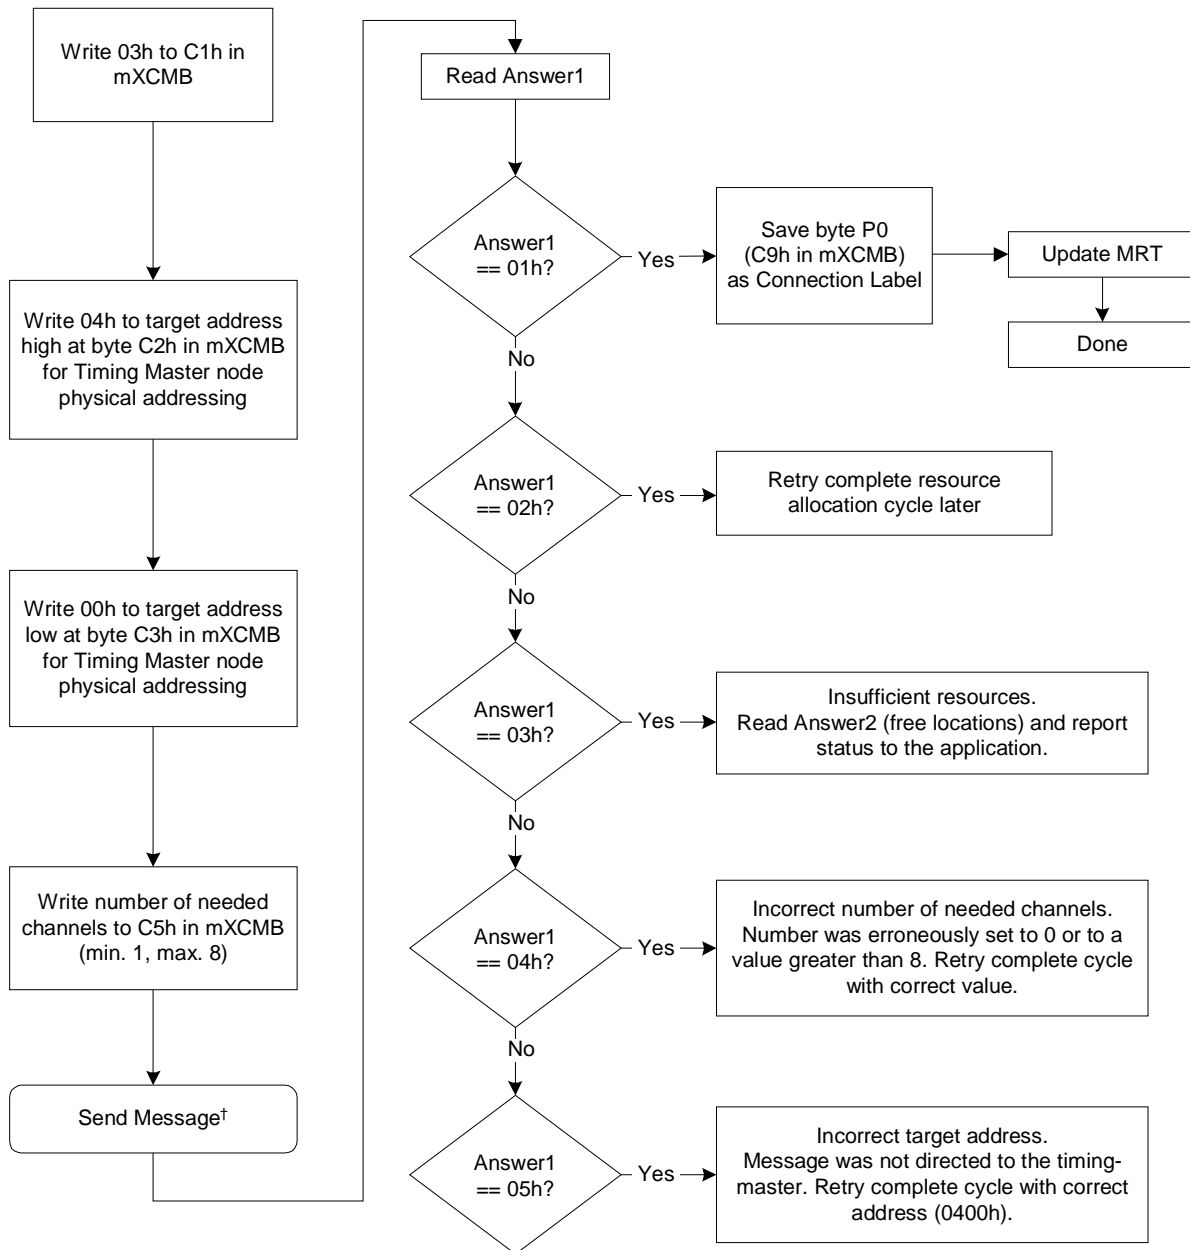 Write 03h to C1h in
mXCMB
Write 04h to target address
high at byte C2h in mXCMB
for Timing Master node
physical addressing
Write 00h to target address
low at byte C3h in mXCMB
for Timing Master node
physical addressing
Write number of needed
channels to C5h in mXCMB
(min. 1, max. 8)
Send Message†
Read Answer1
Answer1
== 01h?
Yes
Save byte P0
(C9h in mXCMB)
as Connection Label
Update MRT
Done
No
Answer1
== 02h?
Yes
Retry complete resource
allocation cycle later
No
Answer1
== 03h?
Yes
Insufficient resources.
Read Answer2 (free locations) and report
status to the application.
No
Answer1
== 04h?
Yes
Incorrect number of needed channels.
Number was erroneously set to 0 or to a
value greater than 8. Retry complete cycle
with correct value.
No
Answer1
== 05h?
Yes
Incorrect target address.
Message was not directed to the timing-
master. Retry complete cycle with correct
address (0400h).